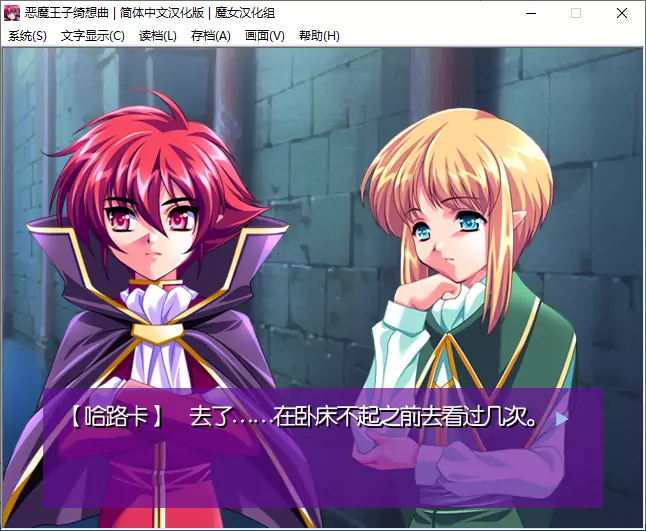 恶魔王子绮想曲 | 简体中文汉化版 | 魔女汉化组
系统(S) 文字显示(C) 读档(L) 存档(A) 画面(V) 帮助(H)
【哈路卡】 去了……在卧床不起之前去看过几次。